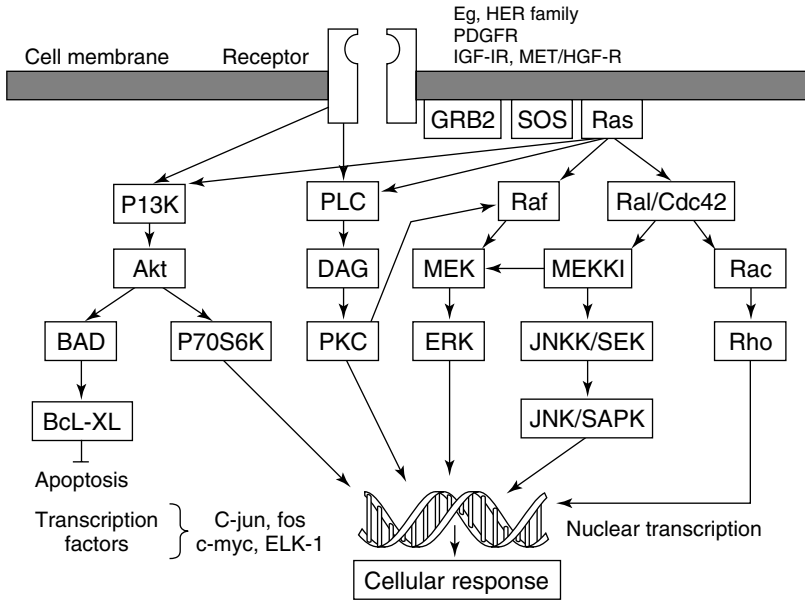 Eg, HER family
PDGFR
IGF-IR, MET/HGF-R
Cell membrane
Receptor
GRB2
SOS
Ras
P13K
PLC
Raf
Ral/Cdc42
Akt
DAG
MEK
MEKKI
Rac
BAD
P70S6K
PKC
ERK
JNKK/SEK
Rho
BcL-XL
JNK/SAPK
Apoptosis
Transcription
factors
C-jun, fos
c-myc, ELK-1
Nuclear transcription
Cellular response